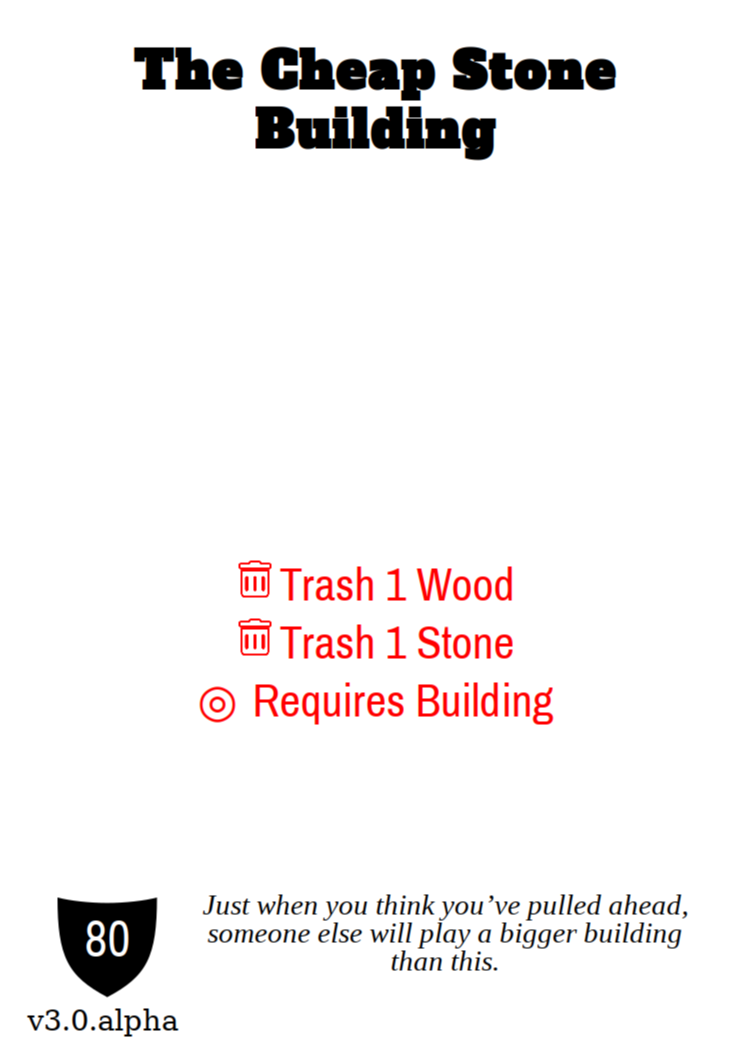 The Cheap Stone
Building
Trash 1 Wood
Trash 1 Stone
Requires Building
80
Just when you think you’ve pulled ahead,
someone else will play a bigger building
than this.
v3.0.alpha